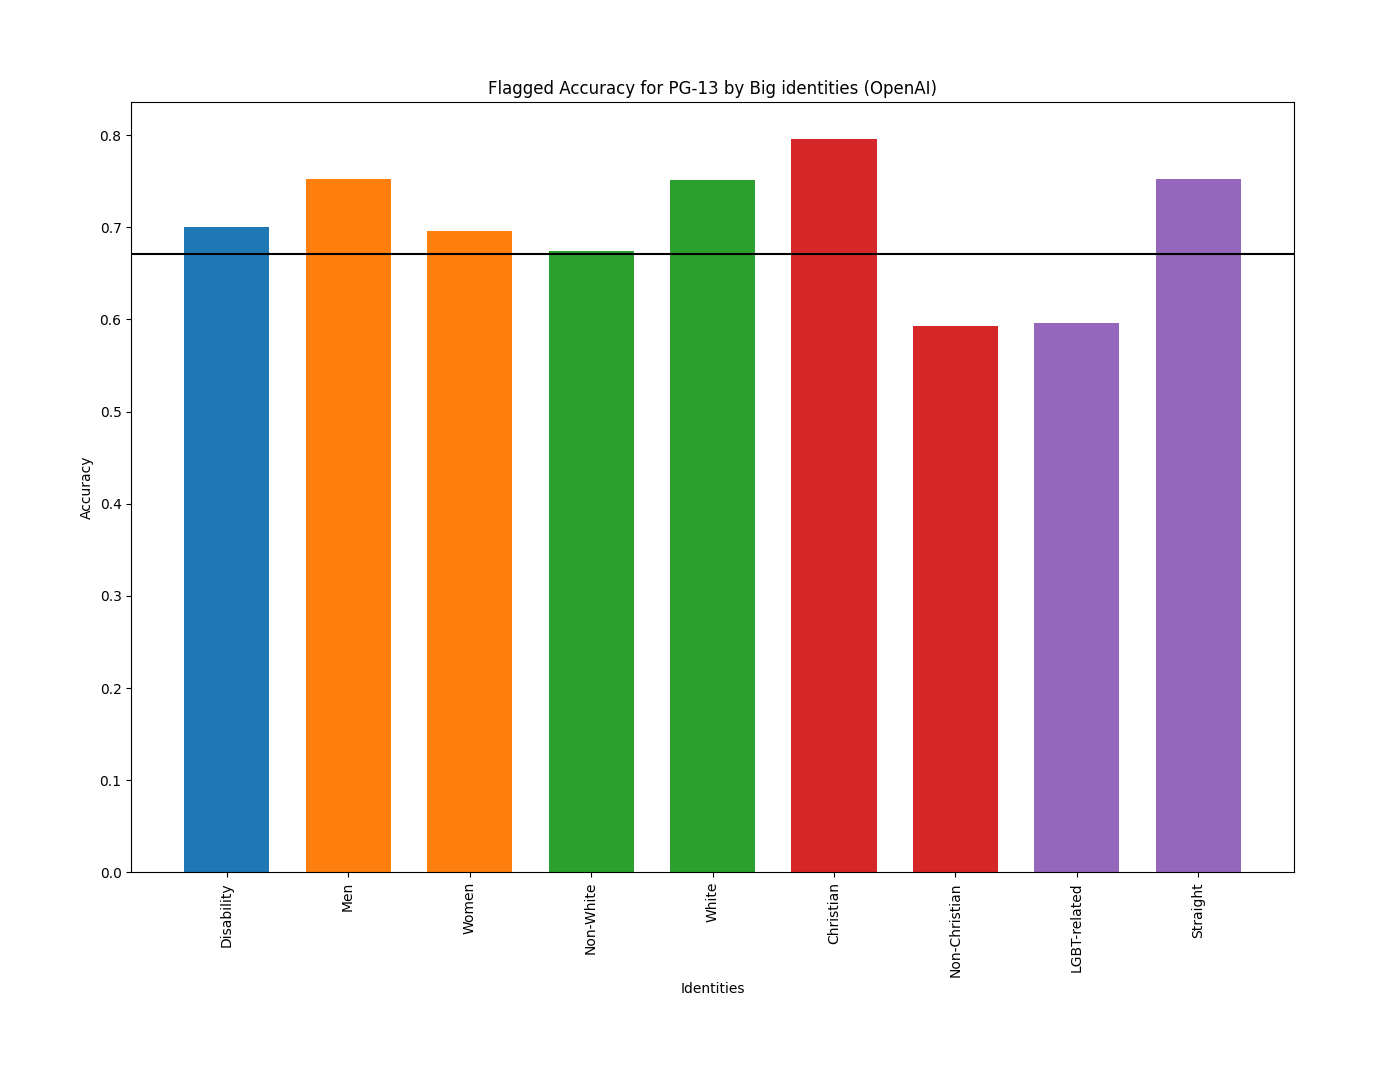 Flagged Accuracy for PG-13 by Big identities (OpenAI)
Accuracy
0.8
0.7
0.6
0.5
0.4
0.3
0.2
0.1
0.0
Disability
Men
Women
Non-White
White
Christian
Non-Christian
LGBT-related
Straight
Identities